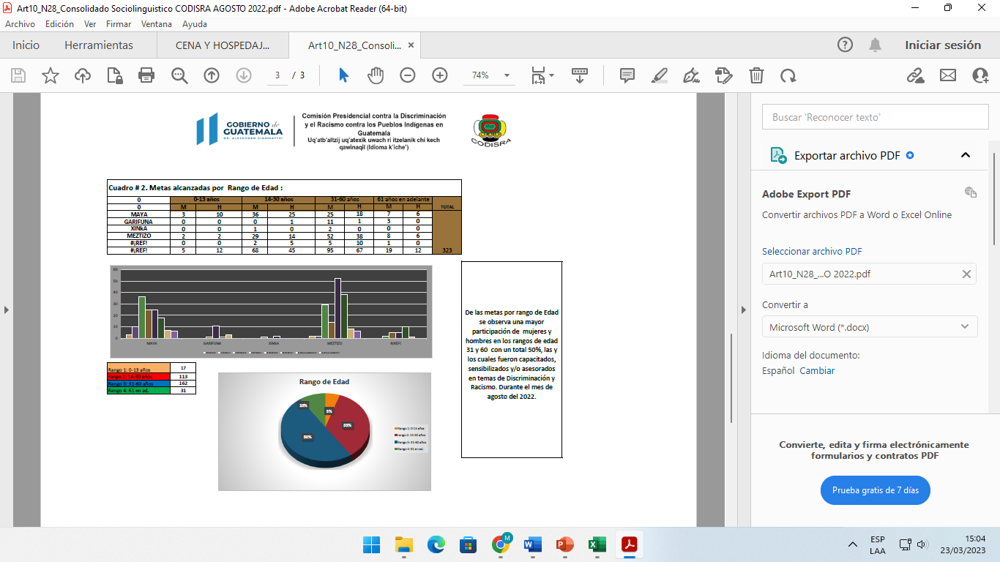 Art10_N28_Consolidado Sociolinguistico CODISRA AGOSTO 2022.pdf - Adobe Acrobat Reader (64-bit)
Archivo Edición Ver Firmar Ventana Ayuda
Inicio Herramientas CENA Y HOSPEDAJ... Art10_N28_Consoli... ×
Iniciar sesión
3 / 3 74%
GOBIERNO de
GUATEMALA
DR. ALEJANDRO GIAMMATTEI
Comisión Presidencial contra la Discriminación
y el Racismo contra los Pueblos Indígenas en
Guatemala
Uq'atb'altzij uq'atexik uwach ri itzelanik chi kech
qawinaqil (Idioma k'iche')
CODISRA
Cuadro # 2. Metas alcanzadas por Rango de Edad :
0 0-13 años 14-30 años 31-60 años 61 años en adelante TOTAL
0 M H M H M H M H
MAYA 3 10 36 25 25 18 7 6
GARIFUNA 0 0 0 1 11 1 3 0
XINkA 0 0 1 0 2 0 0 0
MEZTIZO 2 2 29 14 52 38 8 6
#¡REF! 0 0 2 5 5 10 1 0
#¡REF! 5 12 68 45 95 67 19 12 323
60
50
40
30
20
10
0
MAYA GARIFUNA XINkA MEZTIZO #¡REF!
Rango 1: 0-13 años 17
rango 2: 14-30 años 113
Rango 3: 31-60 años 162
Rango 4: 61 en ad. 31
Rango de Edad
10%
5%
35%
50%
Rango 1: 0-13 años
rango 2: 14-30 años
Rango 3: 31-60 años
Rango 4: 61 en ad.
De las metas por rango de Edad
se observa una mayor
participación de mujeres y
hombres en los rangos de edad
31 y 60 con un total 50%, las y
los cuales fueron capacitados,
sensibilizados y/o asesorados
en temas de Discriminación y
Racismo. Durante el mes de
agosto del 2022.
Buscar 'Reconocer texto'
Exportar archivo PDF
Adobe Export PDF
Convertir archivos PDF a Word o Excel Online
Seleccionar archivo PDF
Art10_N28_...O 2022.pdf
Convertir a
Microsoft Word (*.docx)
Idioma del documento:
Español Cambiar
Convierte, edita y firma electrónicamente
formularios y contratos PDF
Prueba gratis de 7 días
M
ESP
LAA
15:04
23/03/2023